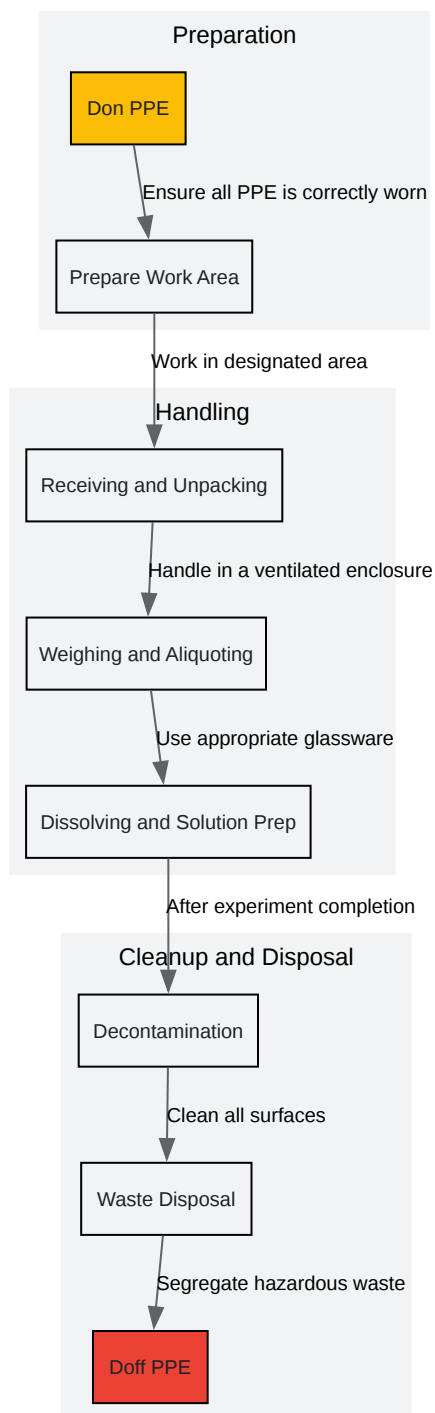 Preparation
Don PPE
Ensure all PPE is correctly worn
Prepare Work Area
Work in designated area
Handling
Receiving and Unpacking
Handle in a ventilated enclosure
Weighing and Aliquoting
Use appropriate glassware
Dissolving and Solution Prep
After experiment completion
Cleanup and Disposal
Decontamination
Clean all surfaces
Waste Disposal
Segregate hazardous waste
Doff PPE